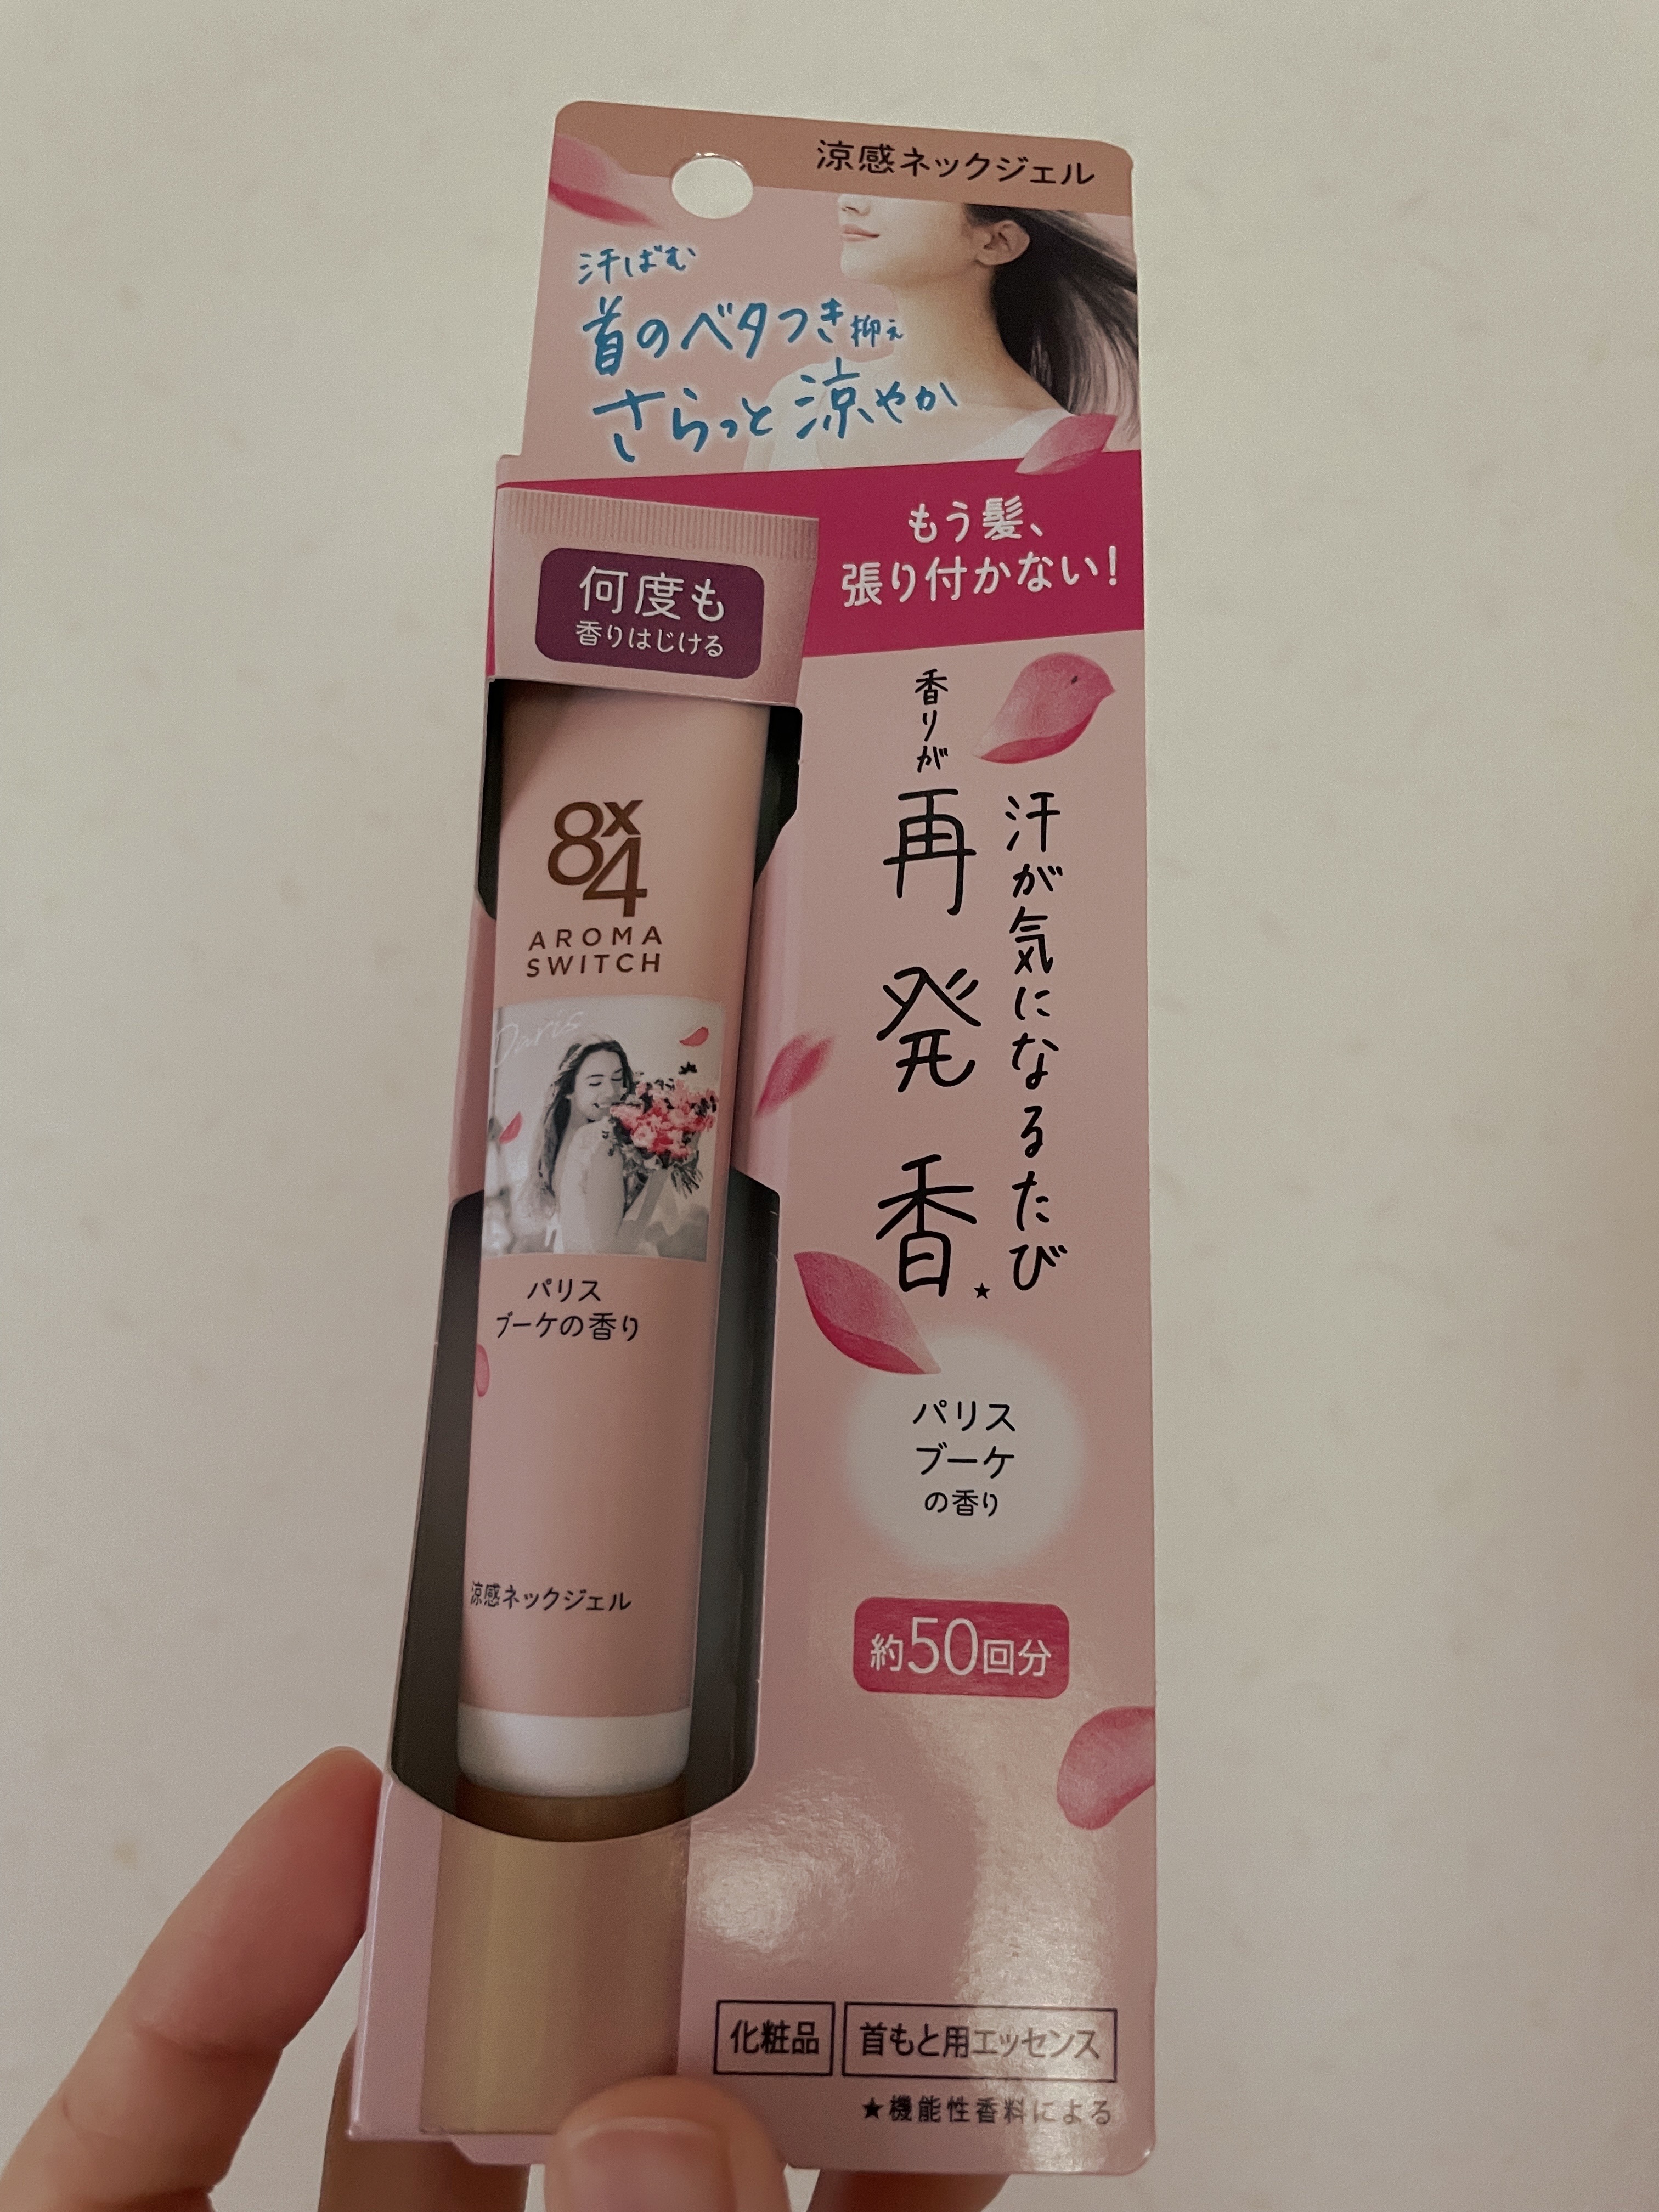 涼感ネックジェル
汗ばむ
首のベタつき抑え
さらっと涼やか
もう髪、
張り付かない!
何度も
香りはじける
汗が気になるたび
香りが再発香★
8x4
AROMA
SWITCH
Paris
パリス
ブーケの香り
涼感ネックジェル
パリス
ブーケ
の香り
約50回分
化粧品
首もと用エッセンス
★機能性香料による